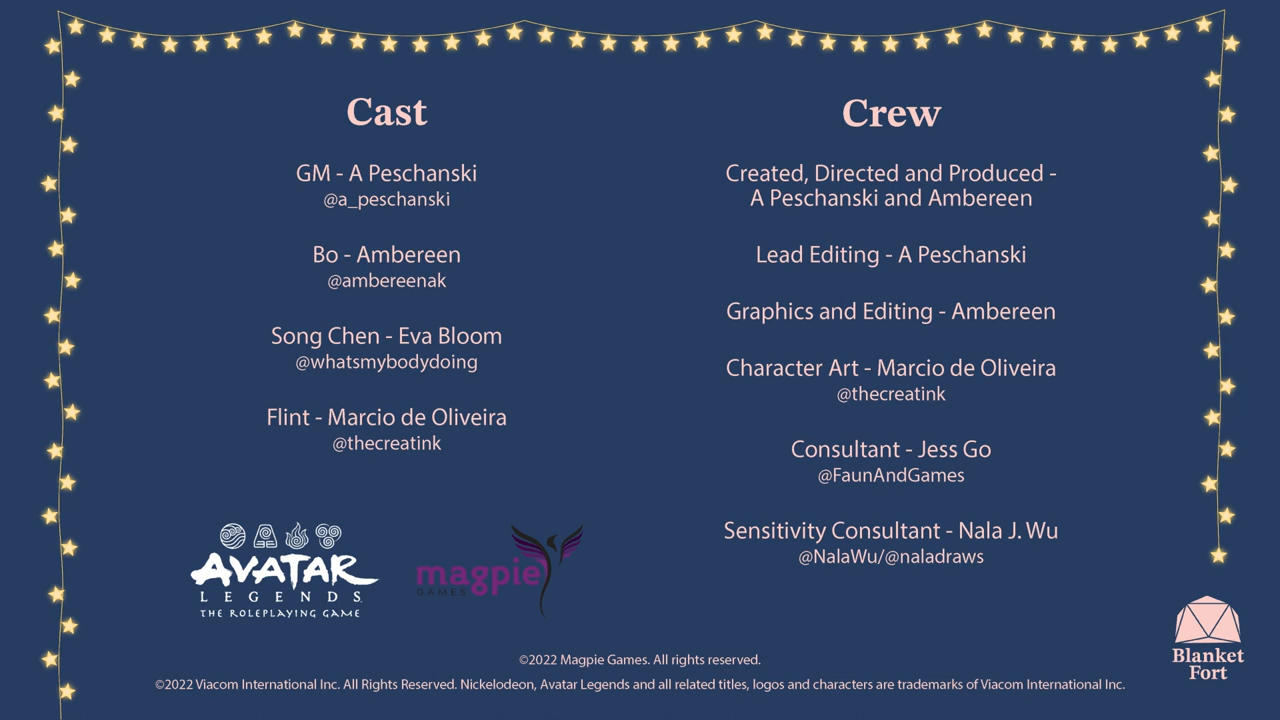 Cast
GM - A Peschanski
@a_peschanski
Bo - Ambereen
@ambereenak
Song Chen - Eva Bloom
@whatsmybodydoing
Flint - Marcio de Oliveira
@thecreatink
Crew
Created, Directed and Produced -
A Peschanski and Ambereen
Lead Editing - A Peschanski
Graphics and Editing - Ambereen
Character Art - Marcio de Oliveira
@thecreatink
Consultant - Jess Go
@FaunAndGames
Sensitivity Consultant - Nala J. Wu
@NalaWu/@naladraws
AVATAR
LEGENDS
THE ROLEPLAYING GAME
magpie
GAMES
Blanket
Fort
©2022 Magpie Games. All rights reserved.
©2022 Viacom International Inc. All Rights Reserved. Nickelodeon, Avatar Legends and all related titles, logos and characters are trademarks of Viacom International Inc.